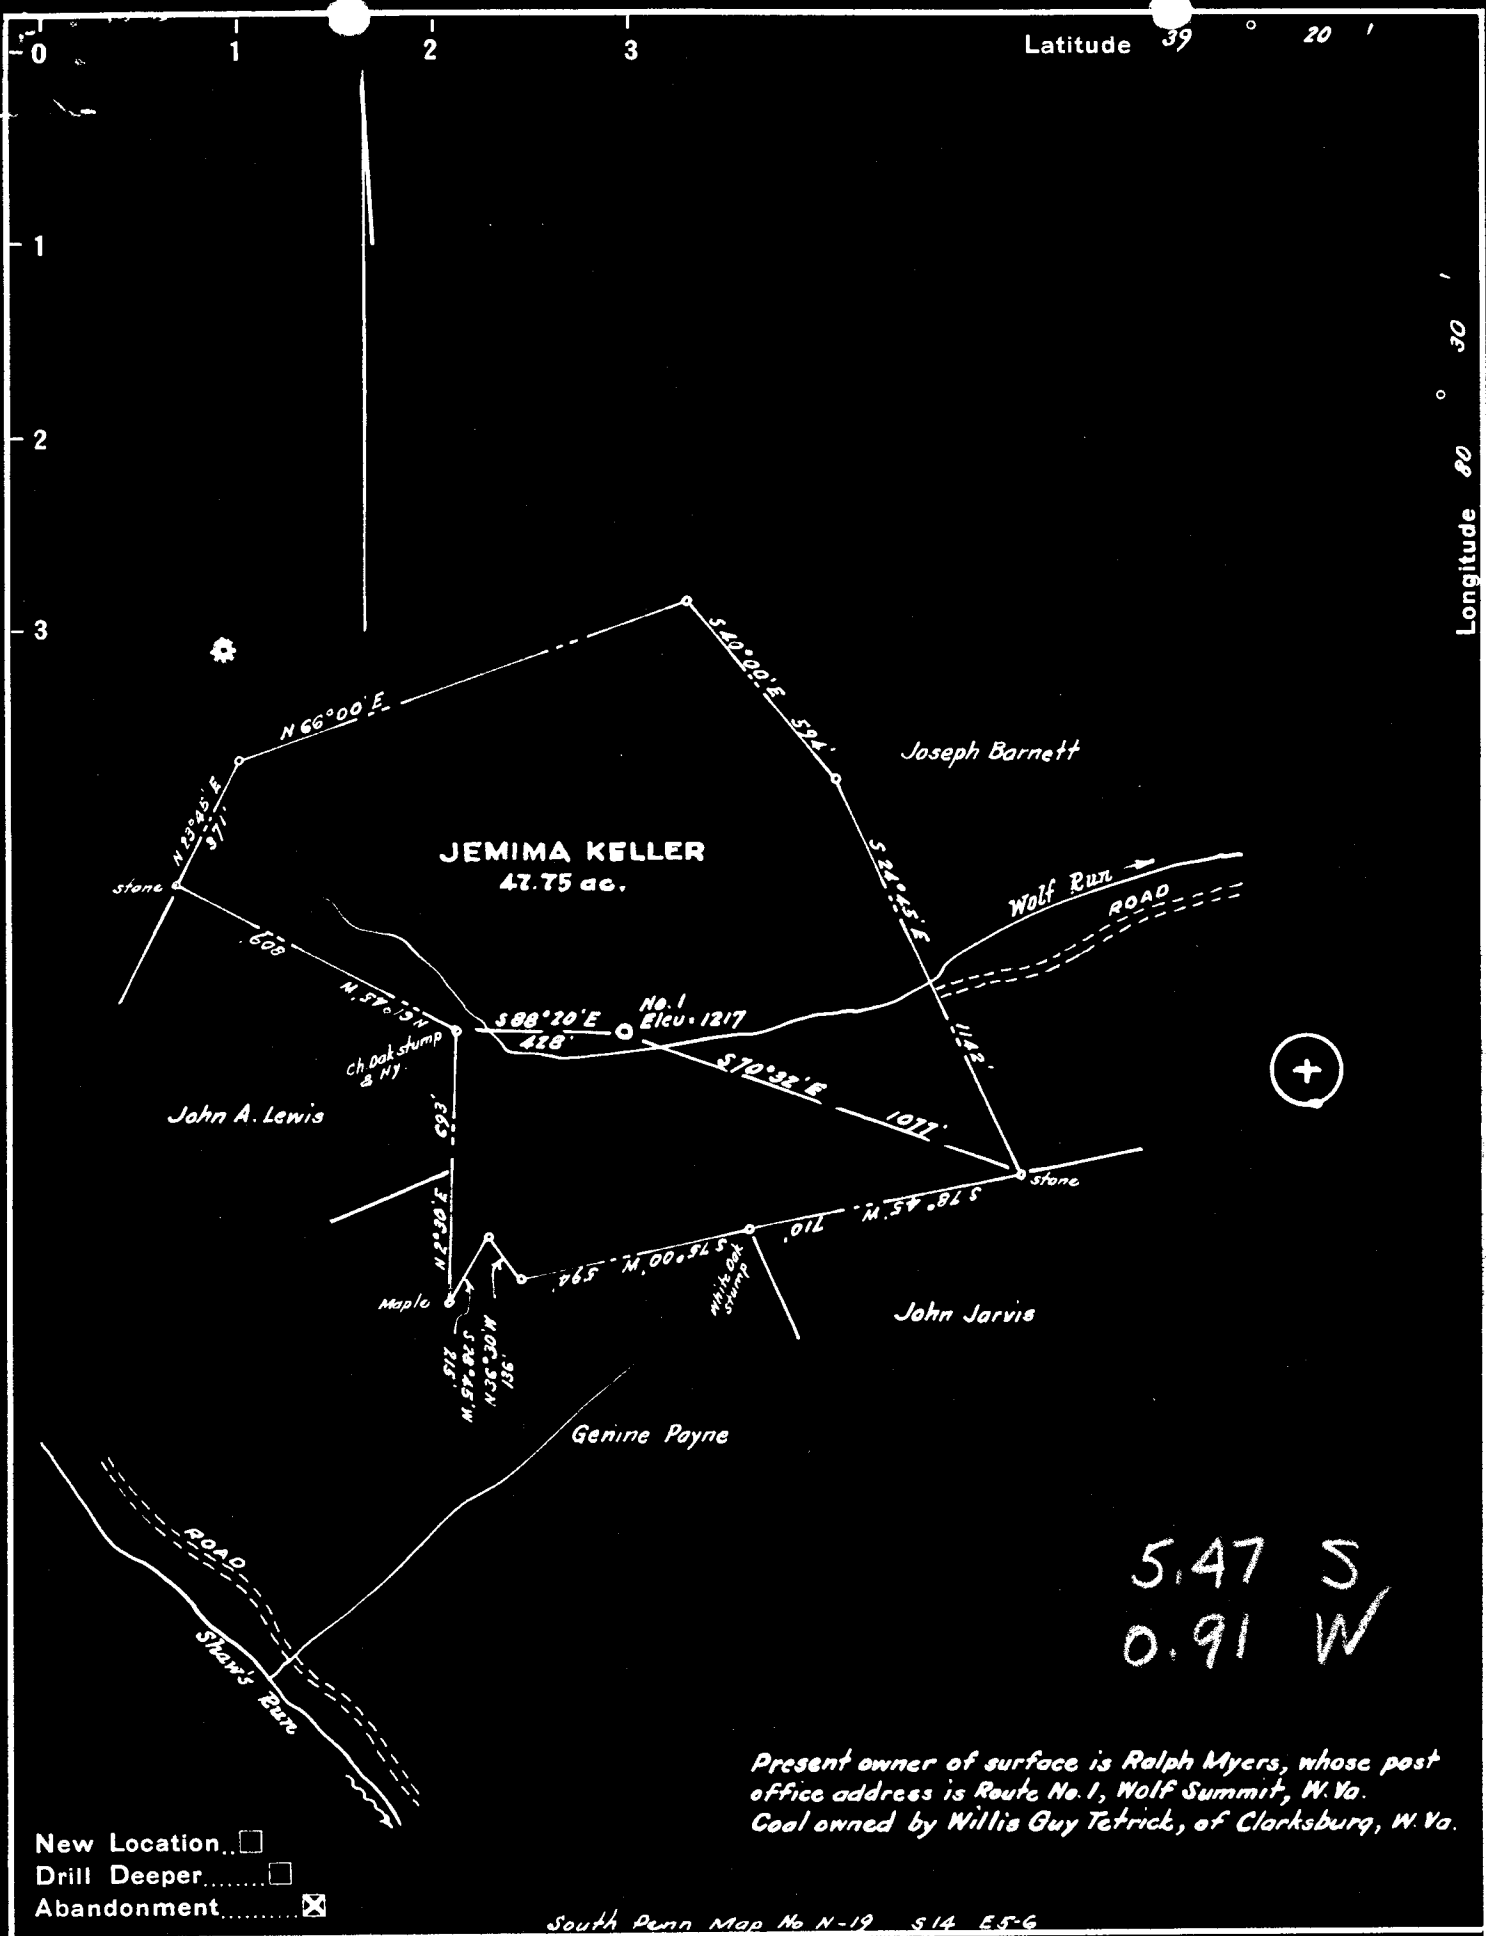 0
1
2
3
Latitude 39 ° 20 '
1
2
3
Longitude 80 ° 30 '
N 66°00' E
S 40°00' E
594'
Joseph Barnett
N 23°45' E
371'
JEMIMA KELLER
47.75 ac.
stone
S 24°45' E
1142'
Wolf Run
ROAD
608'
N 61°45' W
S 88°20' E
428'
No. 1
Elev. 1217
Ch. Oak stump
& Hy.
S 70°32' E
1077'
John A. Lewis
693'
N 2°30' E
stone
S 78° 45' W
710'
S 75°00' W
594'
White Oak
stump
Maple
S 28°45' W
215'
N 36°30' W
136'
John Jarvis
Genine Payne
ROAD
Shaw's Run
5.47 S
0.91 W
Present owner of surface is Ralph Myers, whose post
office address is Route No. 1, Wolf Summit, W. Va.
Coal owned by Willis Guy Tetrick, of Clarksburg, W. Va.
New Location..
Drill Deeper.......
Abandonment.........
South Penn Map No N-19 S14 E5-6